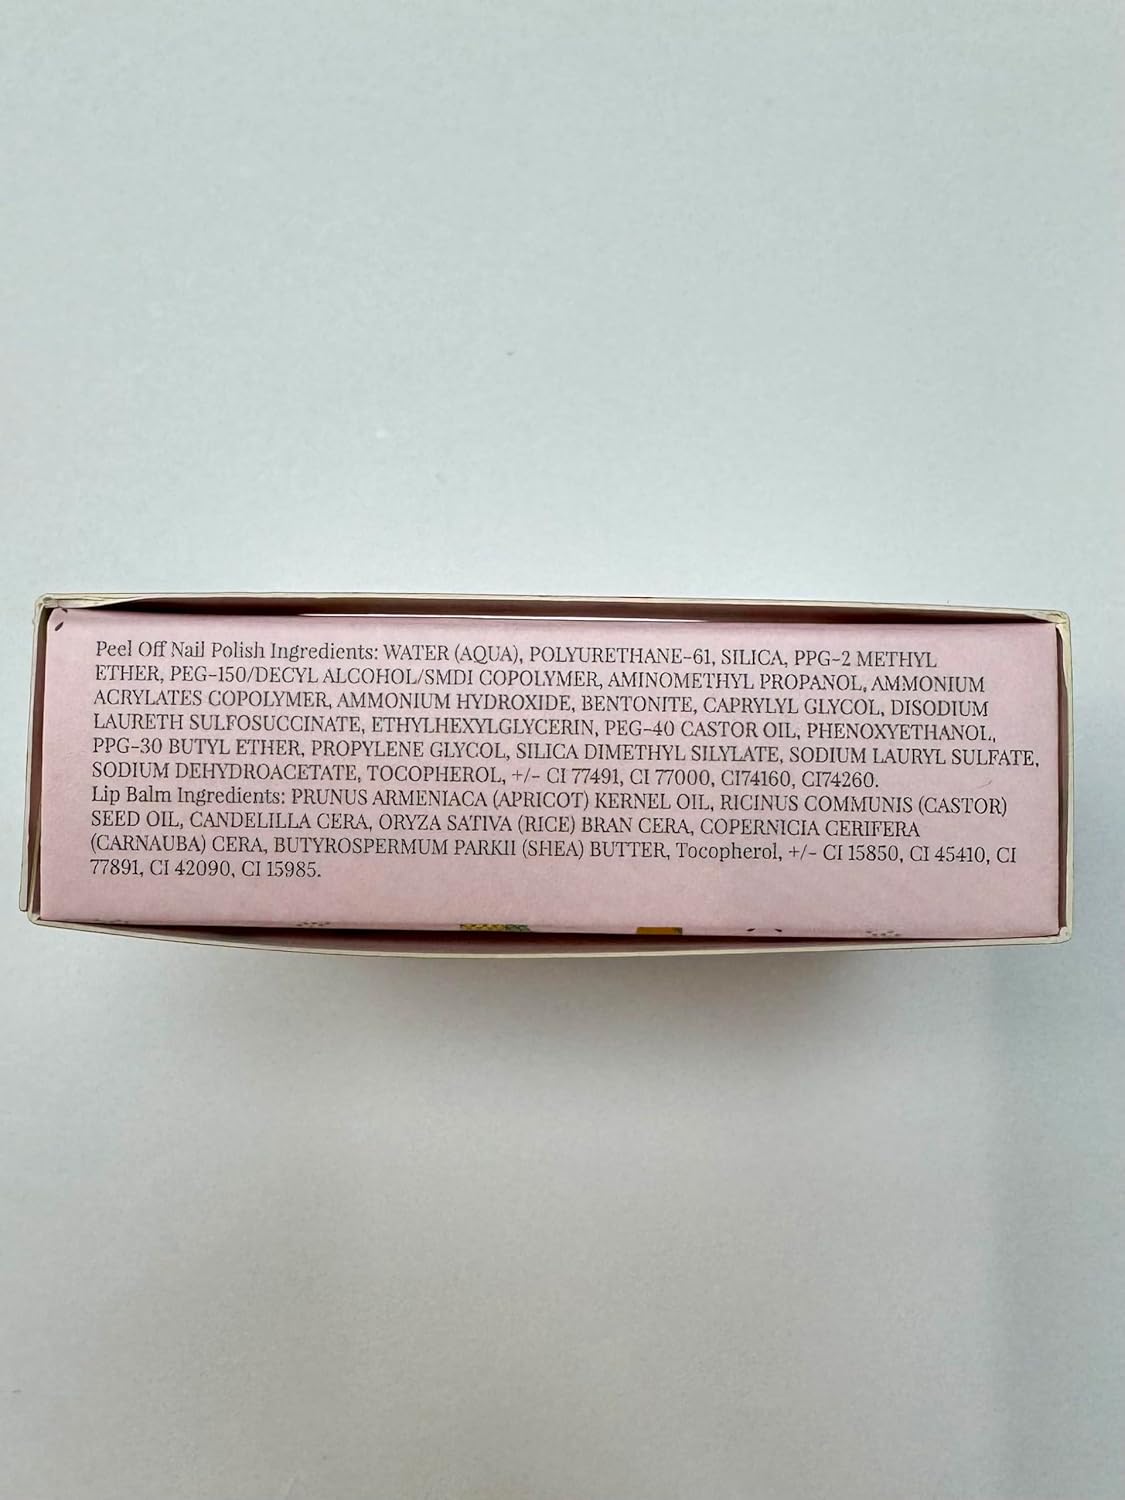 Peel Off Nail Polish Ingredients: WATER (AQUA), POLYURETHANE-61, SILICA, PPG-2 METHYL
ETHER, PEG-150/DECYL ALCOHOL/SMDI COPOLYMER, AMINOMETHYL PROPANOL, AMMONIUM
ACRYLATES COPOLYMER, AMMONIUM HYDROXIDE, BENTONITE, CAPRYLYL GLYCOL, DISODIUM
LAURETH SULFOSUCCINATE, ETHYLHEXYLGLYCERIN, PEG-40 CASTOR OIL, PHENOXYETHANOL,
PPG-30 BUTYL ETHER, PROPYLENE GLYCOL, SILICA DIMETHYL SILYLATE, SODIUM LAURYL SULFATE,
SODIUM DEHYDROACETATE, TOCOPHEROL, +/- CI 77491, CI 77000, CI74160, CI74260.
Lip Balm Ingredients: PRUNUS ARMENIACA (APRICOT) KERNEL OIL, RICINUS COMMUNIS (CASTOR)
SEED OIL, CANDELILLA CERA, ORYZA SATIVA (RICE) BRAN CERA, COPERNICIA CERIFERA
(CARNAUBA) CERA, BUTYROSPERMUM PARKII (SHEA) BUTTER, Tocopherol, +/- CI 15850, CI 45410, CI
77891, CI 42090, CI 15985.